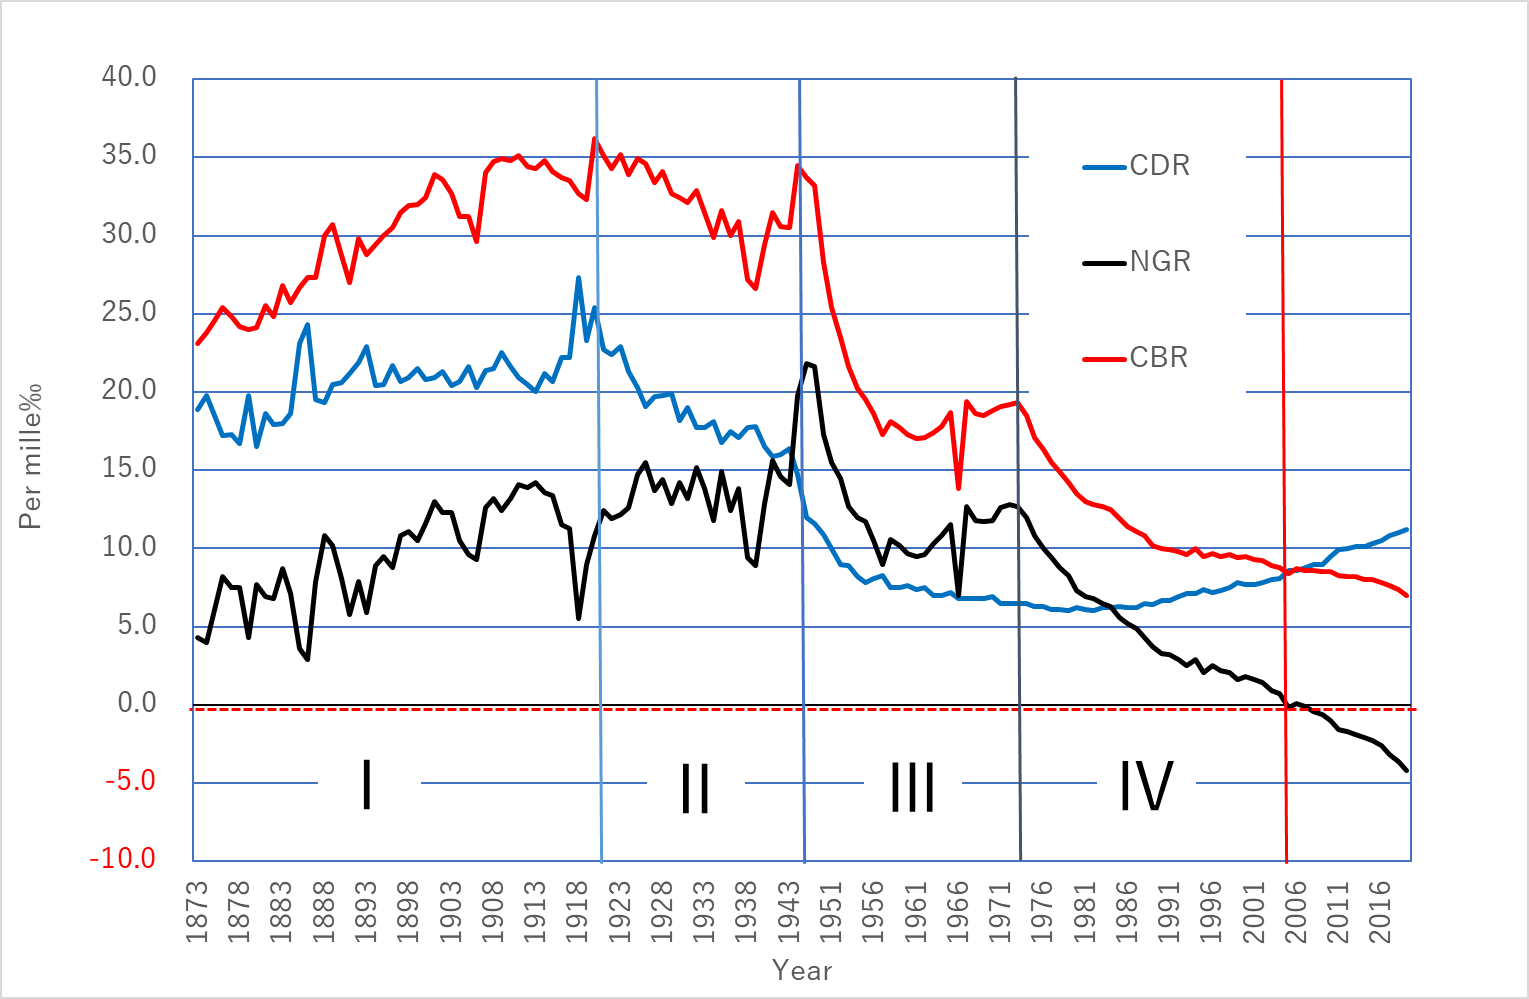 40.0
35.0
30.0
25.0
20.0
15.0
10.0
5.0
0.0
-5.0
-10.0
Per mille‰
CDR
NGR
CBR
I II III IV
1873 1878 1883 1888 1893 1898 1903 1908 1913 1918 1923 1928 1933 1938 1943 1951 1956 1961 1966 1971 1976 1981 1986 1991 1996 2001 2006 2011 2016
Year